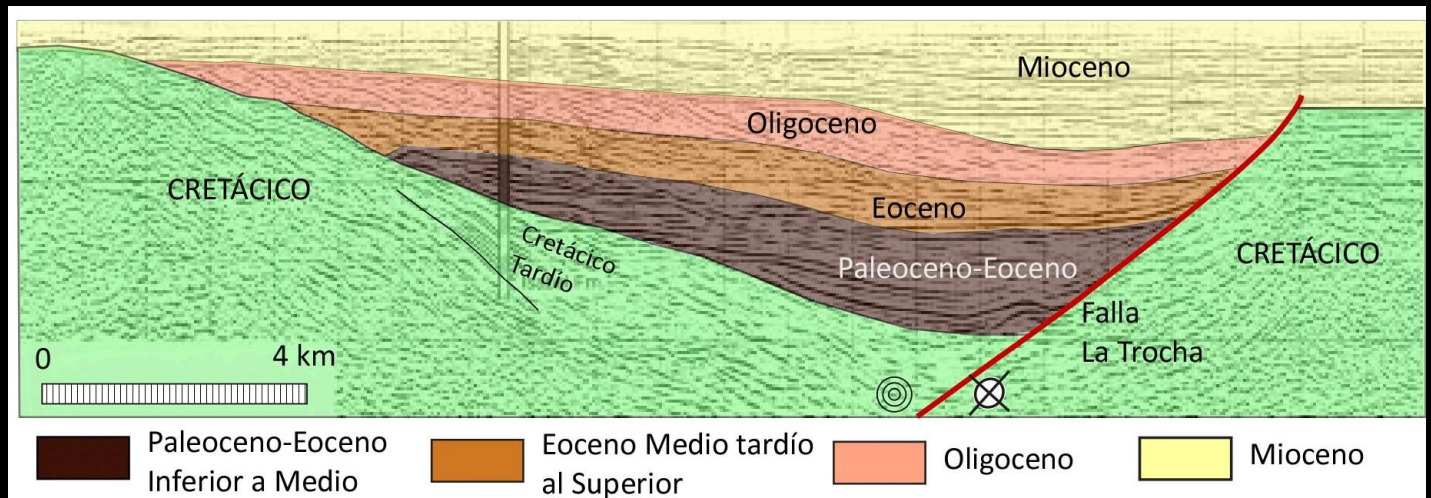 Mioceno
Oligoceno
CRETÁCICO
Eoceno
Cretácico
Tardío
Paleoceno-Eoceno
CRETÁCICO
Falla
La Trocha
0 4 km
Paleoceno-Eoceno
Inferior a Medio
Eoceno Medio tardío
al Superior
Oligoceno
Mioceno